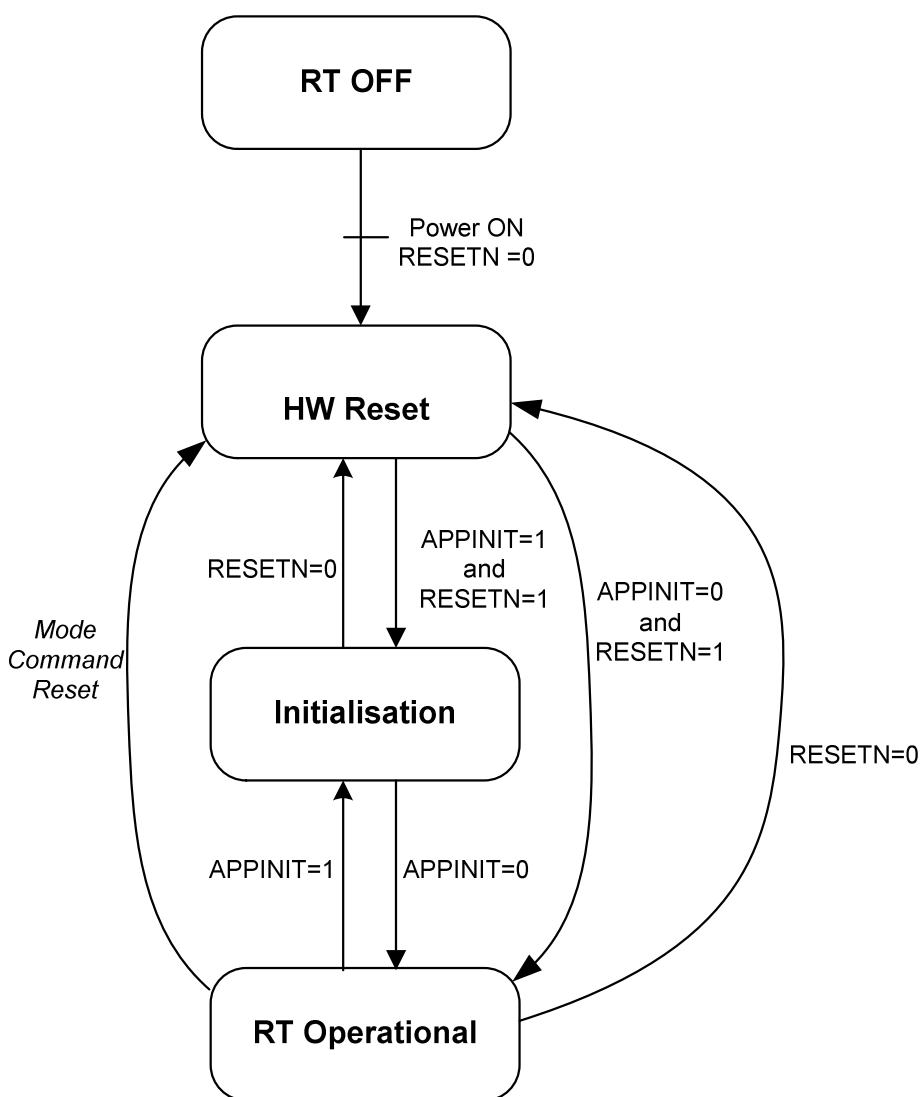 RT OFF
Power ON
RESETN =0
HW Reset
RESETN=0
APPINIT=1
and
RESETN=1
APPINIT=0
and
RESETN=1
Mode
Command
Reset
Initialisation
RESETN=0
APPINIT=1
APPINIT=0
RT Operational